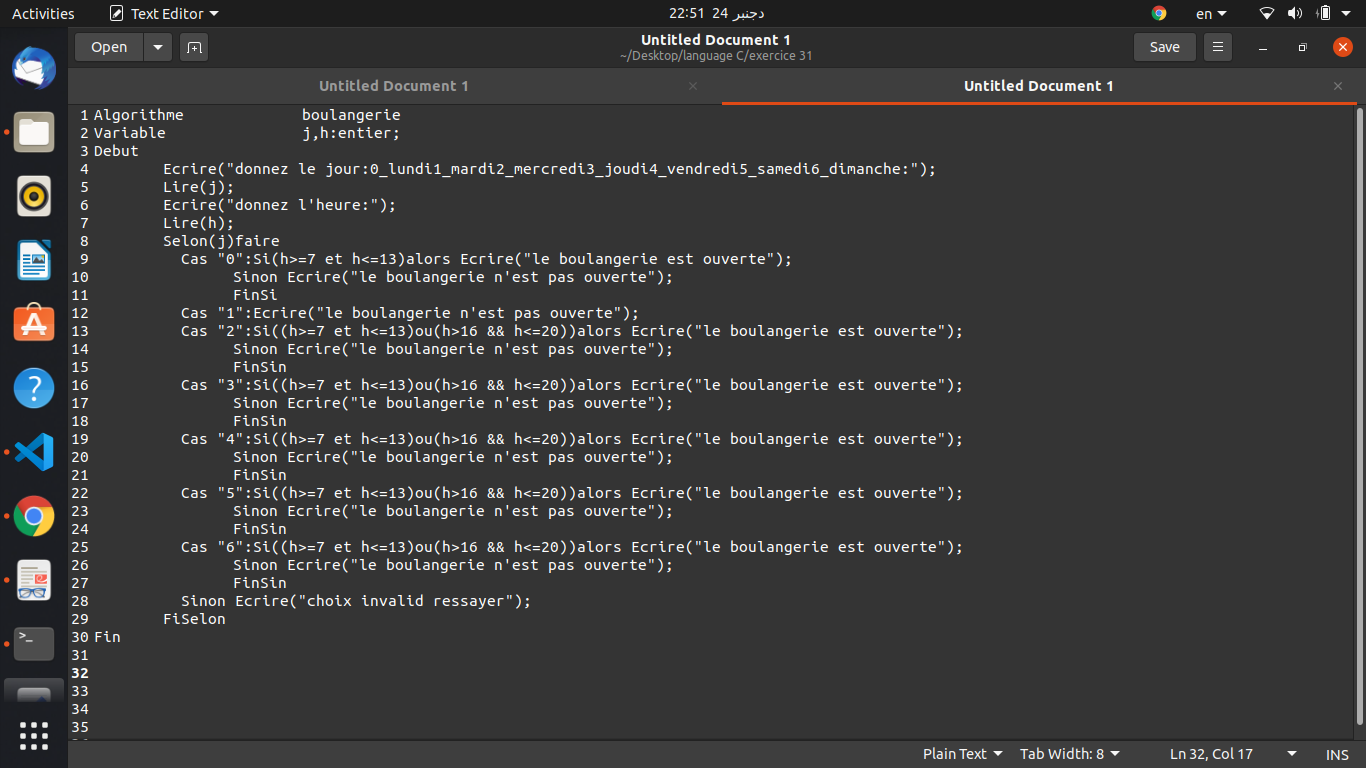 Activities Text Editor 22:51 24 دجنبر en
Open Untitled Document 1 Save
~/Desktop/language C/exercice 31
Untitled Document 1 × Untitled Document 1 ×
1 Algorithme boulangerie
2 Variable j,h:entier;
3 Debut
4 Ecrire("donnez le jour:0_lundi1_mardi2_mercredi3_joudi4_vendredi5_samedi6_dimanche:");
5 Lire(j);
6 Ecrire("donnez l'heure:");
7 Lire(h);
8 Selon(j)faire
9 Cas "0":Si(h>=7 et h<=13)alors Ecrire("le boulangerie est ouverte");
10 Sinon Ecrire("le boulangerie n'est pas ouverte");
11 FinSi
12 Cas "1":Ecrire("le boulangerie n'est pas ouverte");
13 Cas "2":Si((h>=7 et h<=13)ou(h>16 && h<=20))alors Ecrire("le boulangerie est ouverte");
14 Sinon Ecrire("le boulangerie n'est pas ouverte");
15 FinSin
16 Cas "3":Si((h>=7 et h<=13)ou(h>16 && h<=20))alors Ecrire("le boulangerie est ouverte");
17 Sinon Ecrire("le boulangerie n'est pas ouverte");
18 FinSin
19 Cas "4":Si((h>=7 et h<=13)ou(h>16 && h<=20))alors Ecrire("le boulangerie est ouverte");
20 Sinon Ecrire("le boulangerie n'est pas ouverte");
21 FinSin
22 Cas "5":Si((h>=7 et h<=13)ou(h>16 && h<=20))alors Ecrire("le boulangerie est ouverte");
23 Sinon Ecrire("le boulangerie n'est pas ouverte");
24 FinSin
25 Cas "6":Si((h>=7 et h<=13)ou(h>16 && h<=20))alors Ecrire("le boulangerie est ouverte");
26 Sinon Ecrire("le boulangerie n'est pas ouverte");
27 FinSin
28 Sinon Ecrire("choix invalid ressayer");
29 FiSelon
30 Fin
31
32
33
34
35
Plain Text Tab Width: 8 Ln 32, Col 17 INS